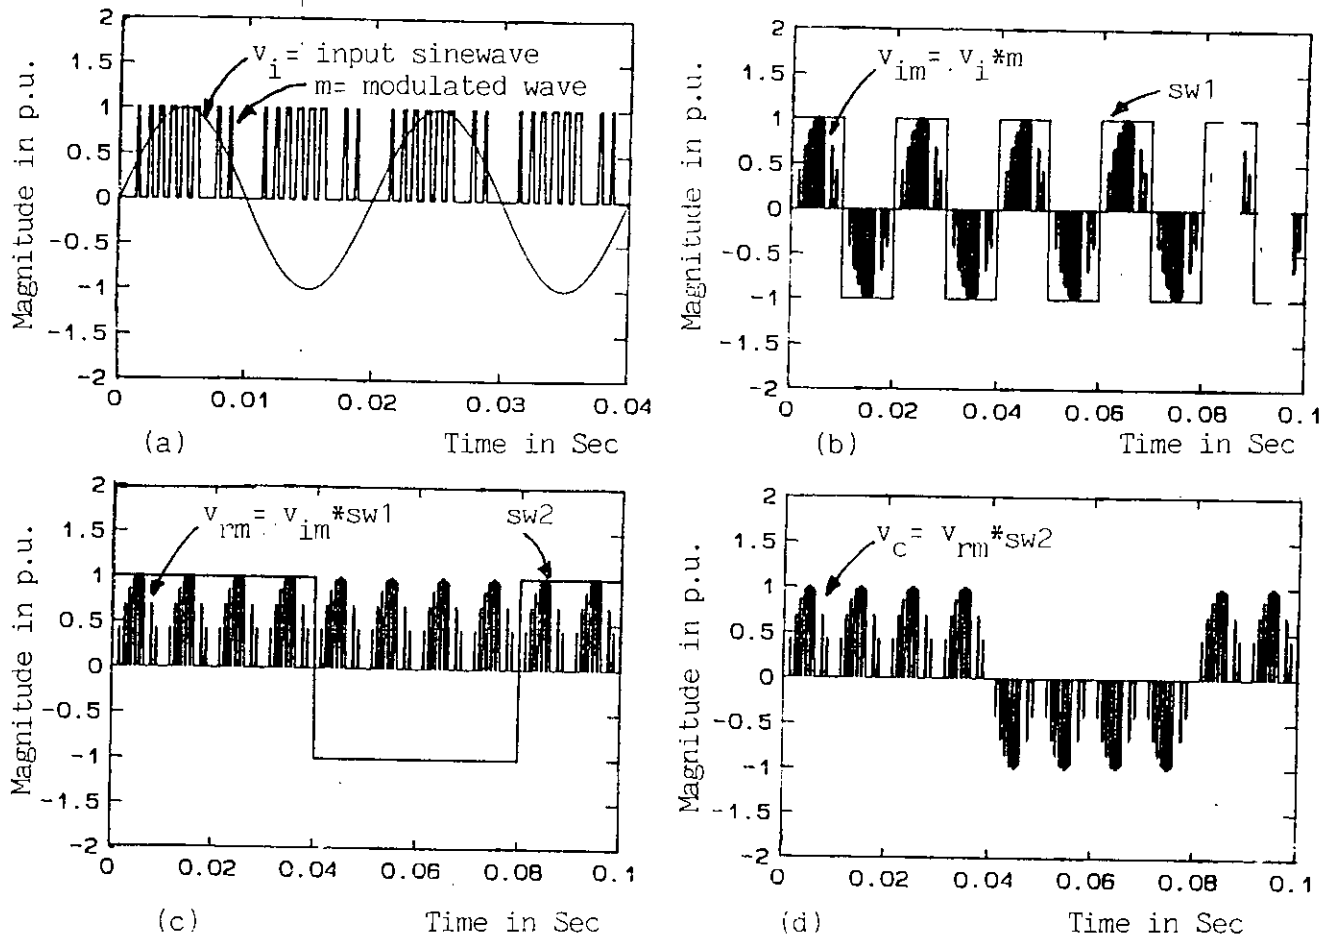 2
1.5
1
0.5
0
-0.5
-1
-1.5
-2
Magnitude in p.u.
v_i= input sinewave
m= modulated wave
0 0.01 0.02 0.03 0.04
(a) Time in Sec
2
1.5
1
0.5
0
-0.5
-1
-1.5
-2
Magnitude in p.u.
v_im= v_i*m
sw1
0 0.02 0.04 0.06 0.08 0.1
(b) Time in Sec
2
1.5
1
0.5
0
-0.5
-1
-1.5
-2
Magnitude in p.u.
v_rm= v_im*sw1
sw2
0 0.02 0.04 0.06 0.08 0.1
(c) Time in Sec
2
1.5
1
0.5
0
-0.5
-1
-1.5
-2
Magnitude in p.u.
v_c= v_rm*sw2
0 0.02 0.04 0.06 0.08 0.1
(d) Time in Sec